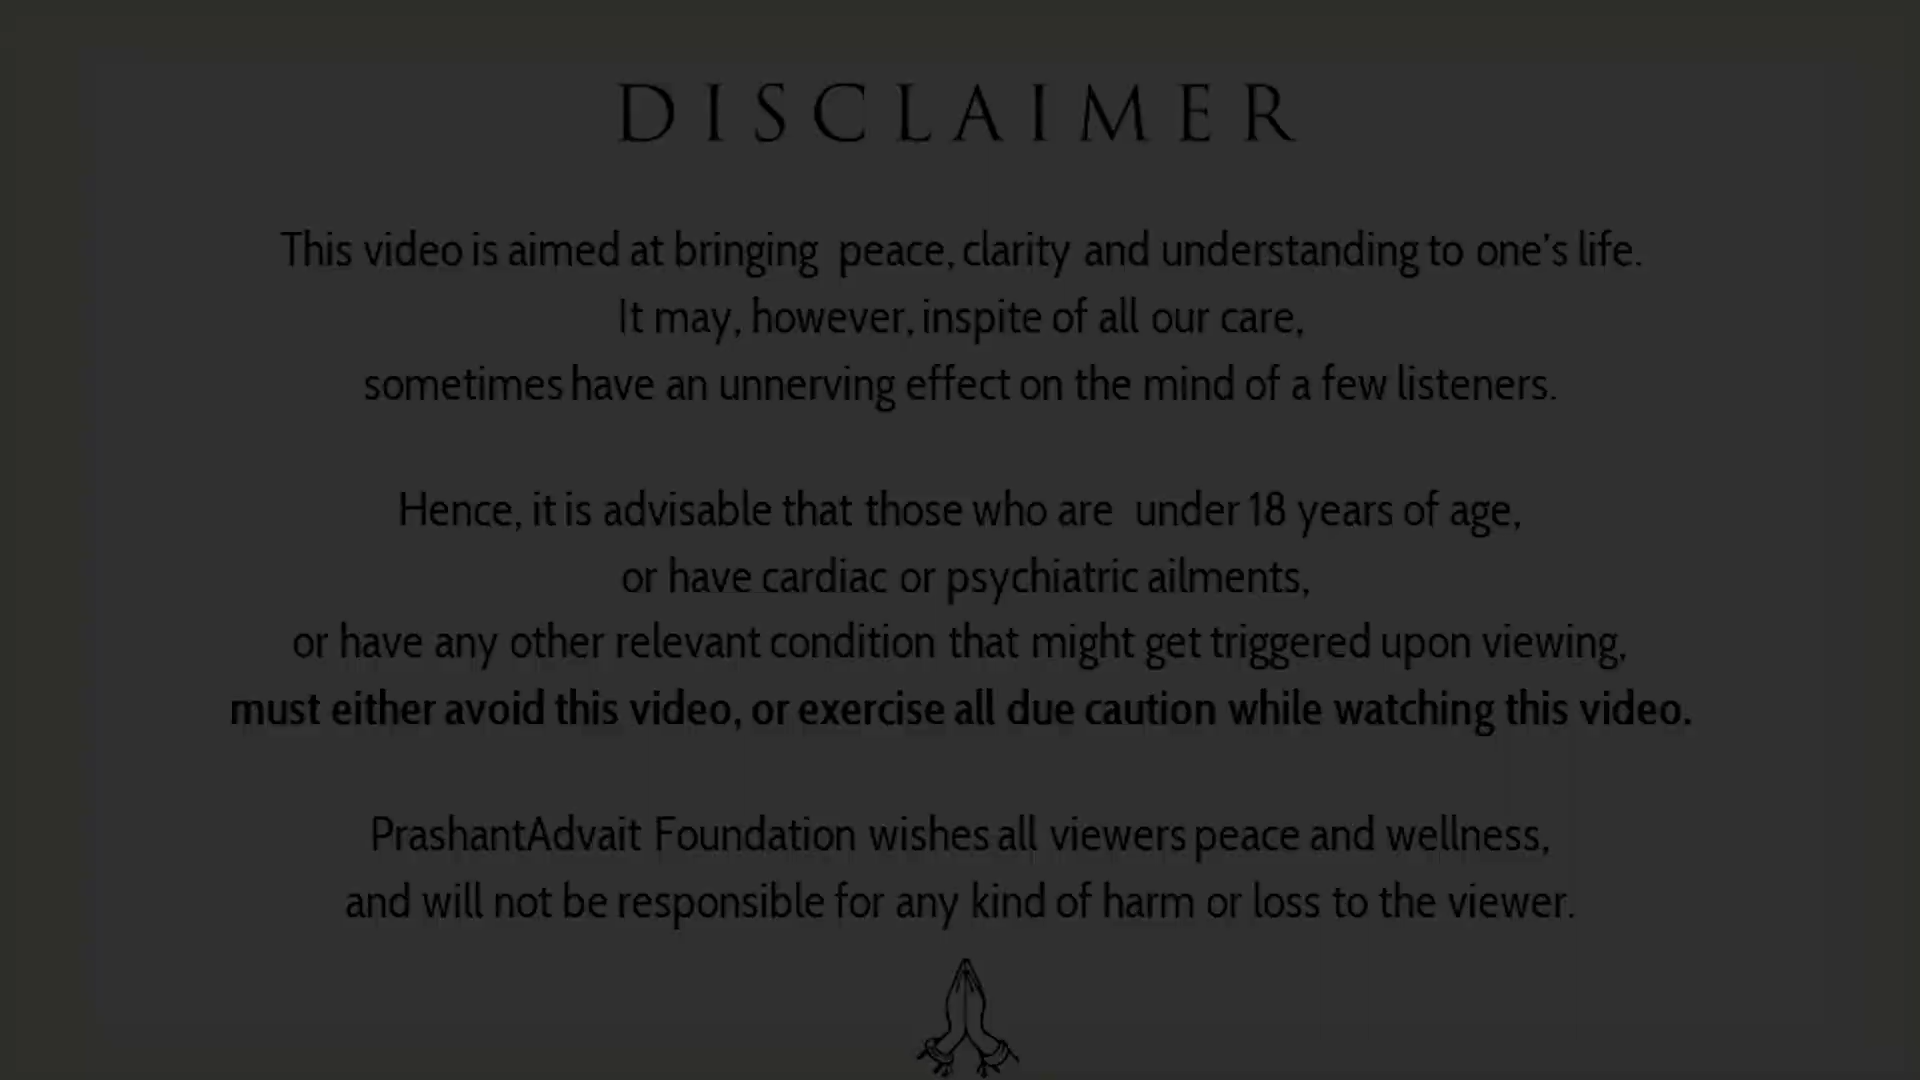 DISCLAIMER
This video is aimed at bringing peace, clarity and understanding to one's life.
It may, however, inspite of all our care,
sometimes have an unnerving effect on the mind of a few listeners.
Hence, it is advisable that those who are under 18 years of age,
or have cardiac or psychiatric ailments,
or have any other relevant condition that might get triggered upon viewing,
must either avoid this video, or exercise all due caution while watching this video.
PrashantAdvait Foundation wishes all viewers peace and wellness,
and will not be responsible for any kind of harm or loss to the viewer.